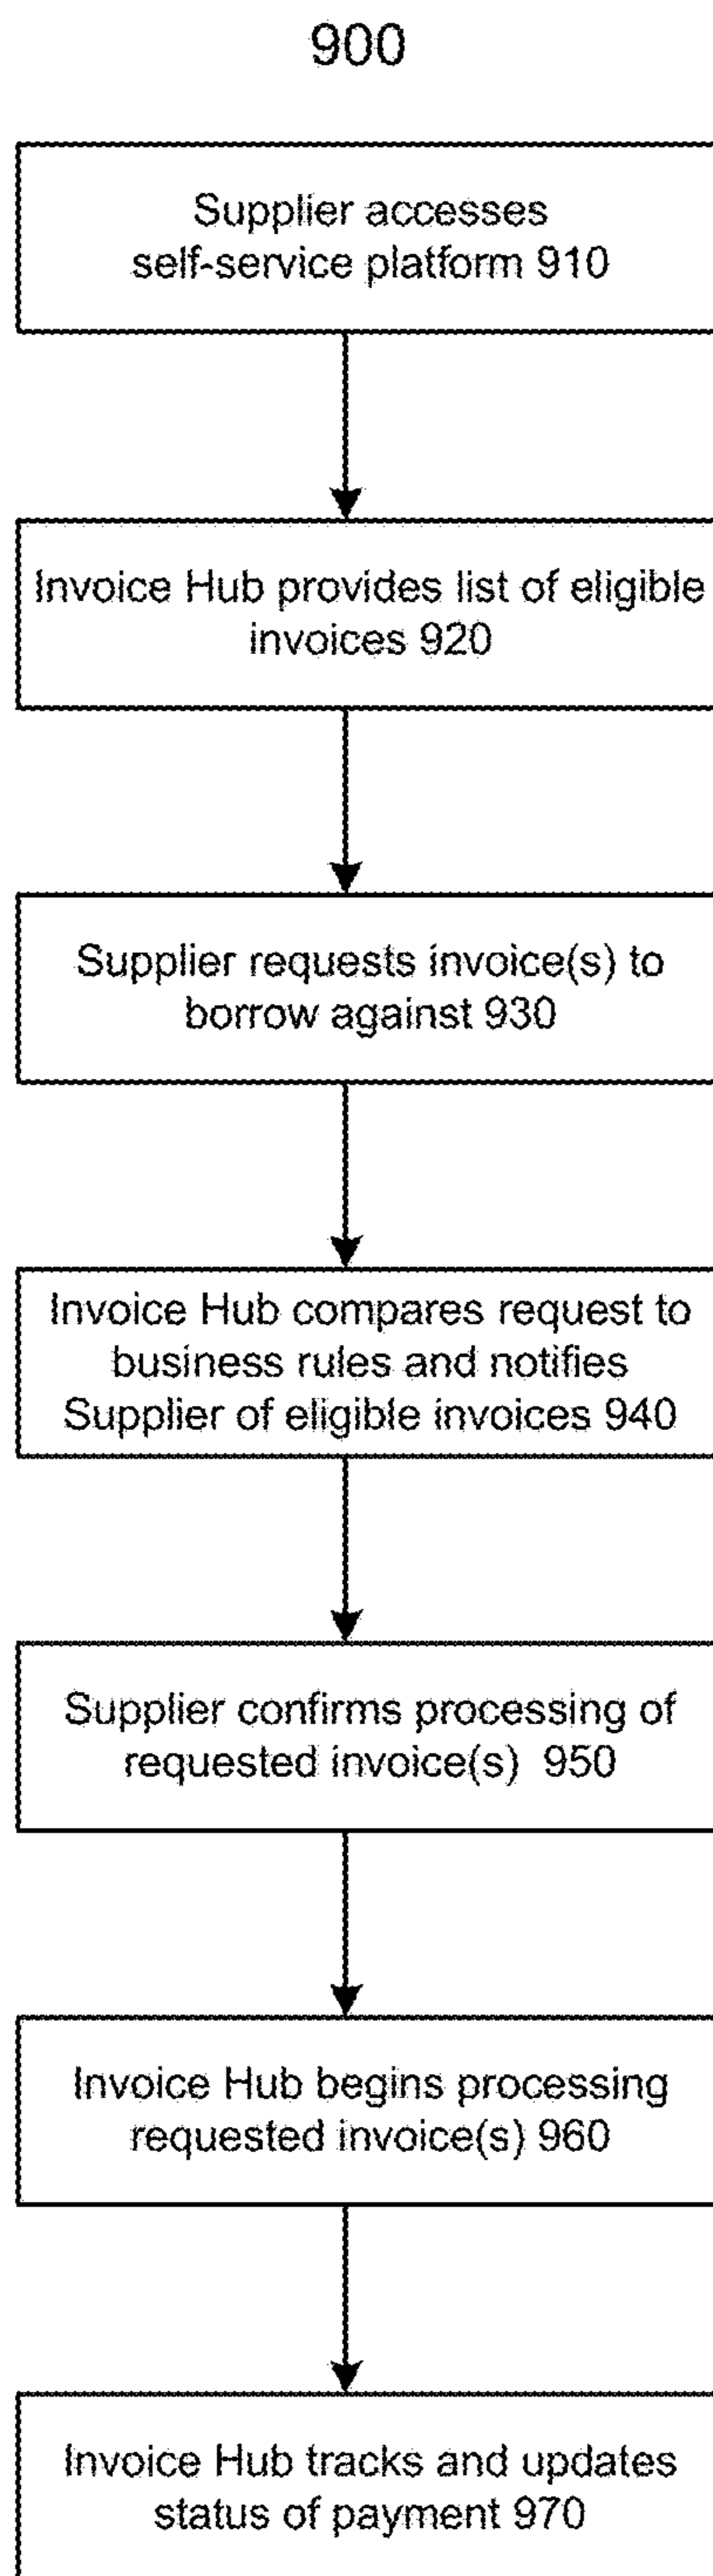 900
Supplier accesses
self-service platform 910
Invoice Hub provides list of eligible
invoices 920
Supplier requests invoice(s) to
borrow against 930
Invoice Hub compares request to
business rules and notifies
Supplier of eligible invoices 940
Supplier confirms processing of
requested invoice(s) 950
Invoice Hub begins processing
requested invoice(s) 960
Invoice Hub tracks and updates
status of payment 970